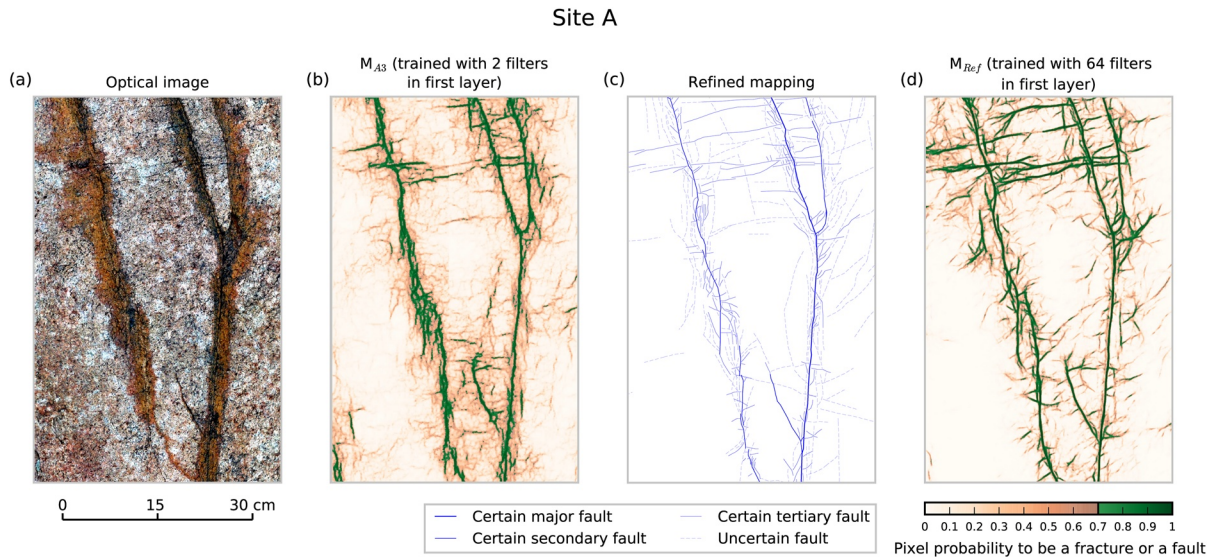 Site A
(a)
Optical image
(b)
M_A3 (trained with 2 filters
in first layer)
(c)
Refined mapping
(d)
M_Ref (trained with 64 filters
in first layer)
0 15 30 cm
Certain major fault
Certain secondary fault
Certain tertiary fault
Uncertain fault
0 0.1 0.2 0.3 0.4 0.5 0.6 0.7 0.8 0.9 1
Pixel probability to be a fracture or a fault